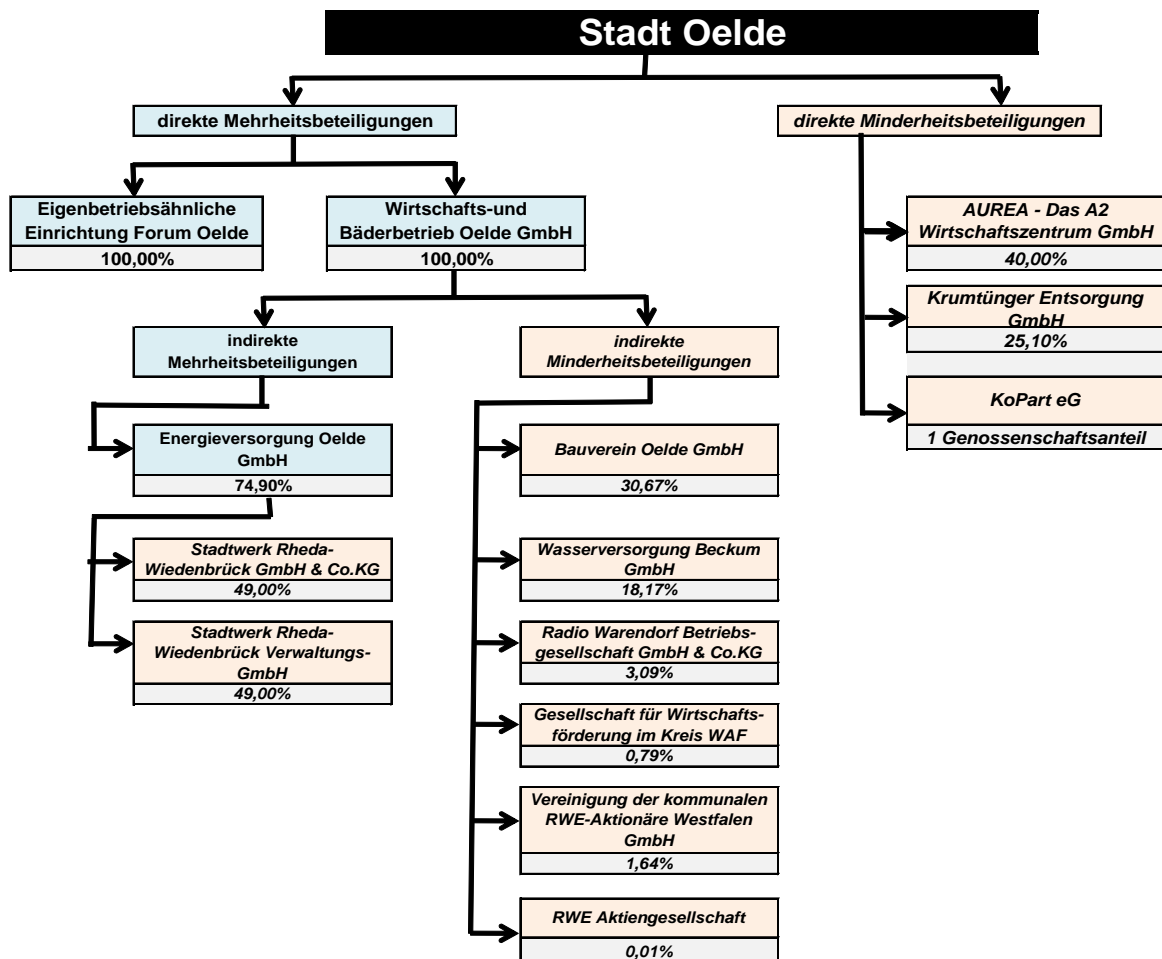 Stadt Oelde
direkte Mehrheitsbeteiligungen
direkte Minderheitsbeteiligungen
Eigenbetriebsähnliche
Einrichtung Forum Oelde
100,00%
Wirtschafts-und
Bäderbetrieb Oelde GmbH
100,00%
AUREA - Das A2
Wirtschaftszentrum GmbH
40,00%
Krumtünger Entsorgung
GmbH
25,10%
KoPart eG
1 Genossenschaftsanteil
indirekte
Mehrheitsbeteiligungen
indirekte
Minderheitsbeteiligungen
Energieversorgung Oelde
GmbH
74,90%
Stadtwerk Rheda-
Wiedenbrück GmbH & Co.KG
49,00%
Stadtwerk Rheda-
Wiedenbrück Verwaltungs-
GmbH
49,00%
Bauverein Oelde GmbH
30,67%
Wasserversorgung Beckum
GmbH
18,17%
Radio Warendorf Betriebs-
gesellschaft GmbH & Co.KG
3,09%
Gesellschaft für Wirtschafts-
förderung im Kreis WAF
0,79%
Vereinigung der kommunalen
RWE-Aktionäre Westfalen
GmbH
1,64%
RWE Aktiengesellschaft
0,01%